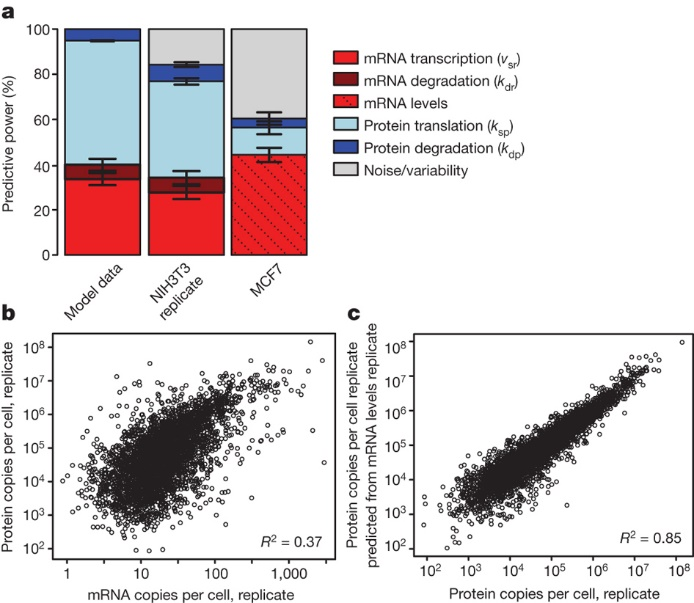 a
Predictive power (%)
100
80
60
40
20
0
Model data
NIH3T3
replicate
MCF7
mRNA transcription (vsr)
mRNA degradation (kdr)
mRNA levels
Protein translation (ksp)
Protein degradation (kdp)
Noise/variability
b
Protein copies per cell, replicate
10⁸
10⁷
10⁶
10⁵
10⁴
10³
10²
R² = 0.37
1
10
100
1,000
mRNA copies per cell, replicate
c
Protein copies per cell replicate
predicted from mRNA levels replicate
10⁸
10⁷
10⁶
10⁵
10⁴
10³
10²
R² = 0.85
10²
10³
10⁴
10⁵
10⁶
10⁷
10⁸
Protein copies per cell, replicate